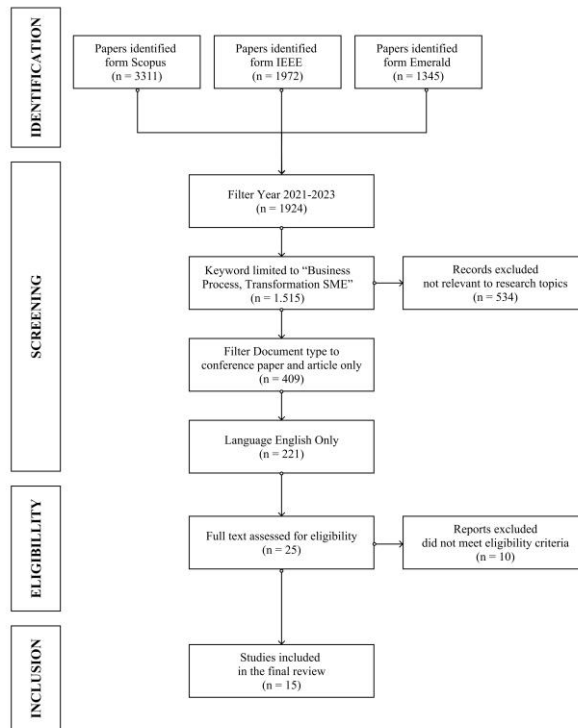 IDENTIFICATION
Papers identified
form Scopus
(n = 3311)
Papers identified
form IEEE
(n = 1972)
Papers identified
form Emerald
(n = 1345)
SCREENING
Filter Year 2021-2023
(n = 1924)
Keyword limited to “Business
Process, Transformation SME”
(n = 1.515)
Records excluded
not relevant to research topics
(n = 534)
Filter Document type to
conference paper and article only
(n = 409)
Language English Only
(n = 221)
ELIGIBILLITY
Full text assessed for eligibility
(n = 25)
Reports excluded
did not meet eligibility criteria
(n = 10)
INCLUSION
Studies included
in the final review
(n = 15)